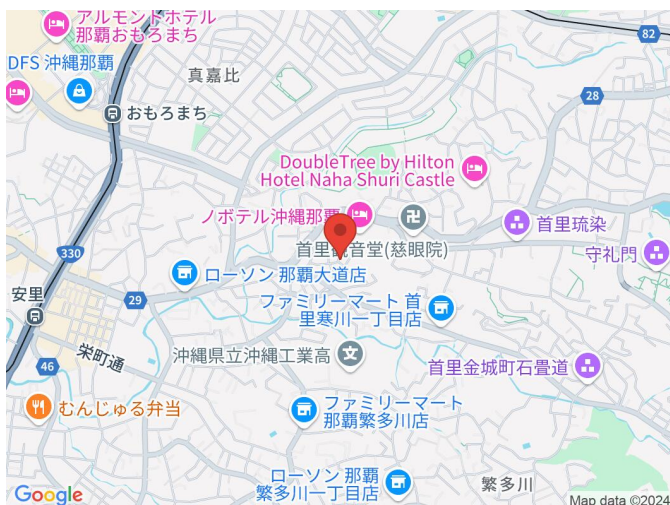 アルモントホテル
那覇おもろまち
82
DFS 沖縄那覇
真嘉比
28
おもろまち
DoubleTree by Hilton
Hotel Naha Shuri Castle
ノボテル沖縄那覇
首里琉染
首里観音堂(慈眼院)
守礼門
330
ローソン 那覇大道店
29
安里
ファミリーマート 首
里寒川一丁目店
栄町通
沖縄県立沖縄工業高
首里金城町石畳道
46
むんじゅる弁当
ファミリーマート
那覇繁多川店
ローソン 那覇
繁多川一丁目店
繁多川
Google
Map data ©2024